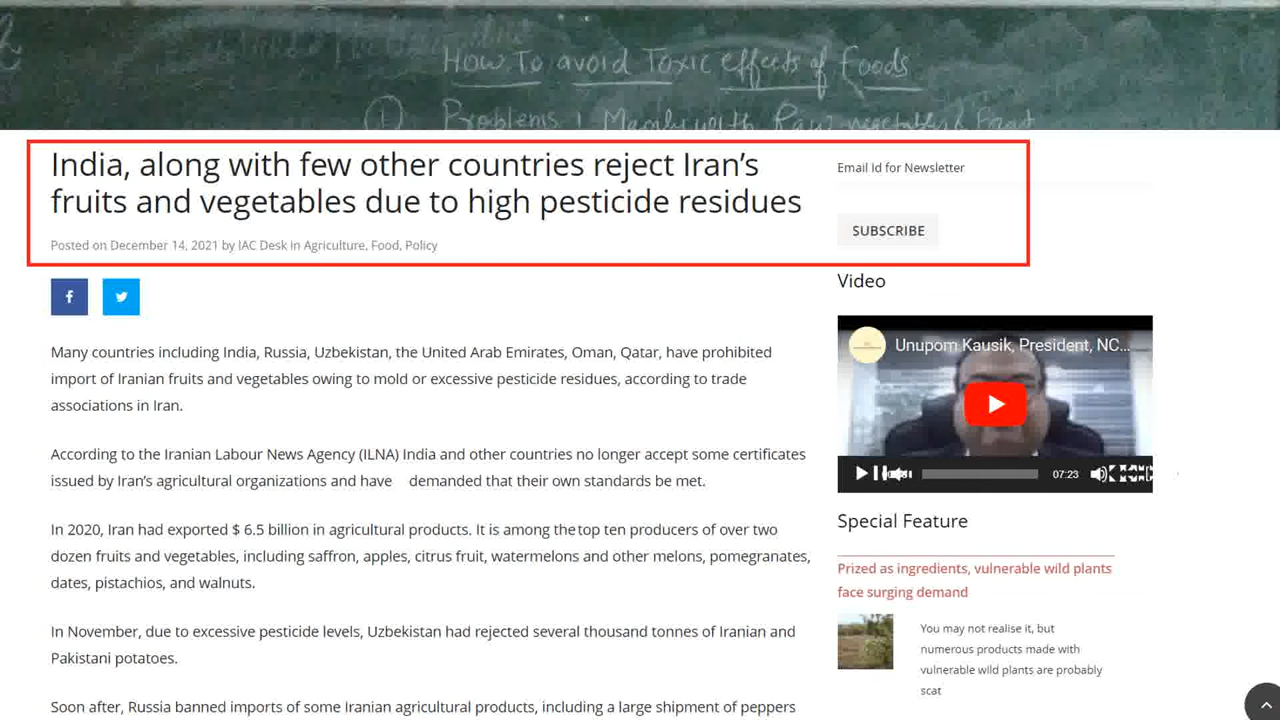 How To avoid Toxic effects of foods
① Problems : Mainly with Raw vegetables &
India, along with few other countries reject Iran’s
fruits and vegetables due to high pesticide residues
Posted on December 14, 2021 by IAC Desk in Agriculture, Food, Policy
Many countries including India, Russia, Uzbekistan, the United Arab Emirates, Oman, Qatar, have prohibited
import of Iranian fruits and vegetables owing to mold or excessive pesticide residues, according to trade
associations in Iran.
According to the Iranian Labour News Agency (ILNA) India and other countries no longer accept some certificates
issued by Iran’s agricultural organizations and have demanded that their own standards be met.
In 2020, Iran had exported $ 6.5 billion in agricultural products. It is among the top ten producers of over two
dozen fruits and vegetables, including saffron, apples, citrus fruit, watermelons and other melons, pomegranates,
dates, pistachios, and walnuts.
In November, due to excessive pesticide levels, Uzbekistan had rejected several thousand tonnes of Iranian and
Pakistani potatoes.
Soon after, Russia banned imports of some Iranian agricultural products, including a large shipment of peppers
Email id for Newsletter
SUBSCRIBE
Video
Unupom Kausik, President, NC...
07:23
Special Feature
Prized as ingredients, vulnerable wild plants
face surging demand
You may not realise it, but
numerous products made with
vulnerable wild plants are probably
scat